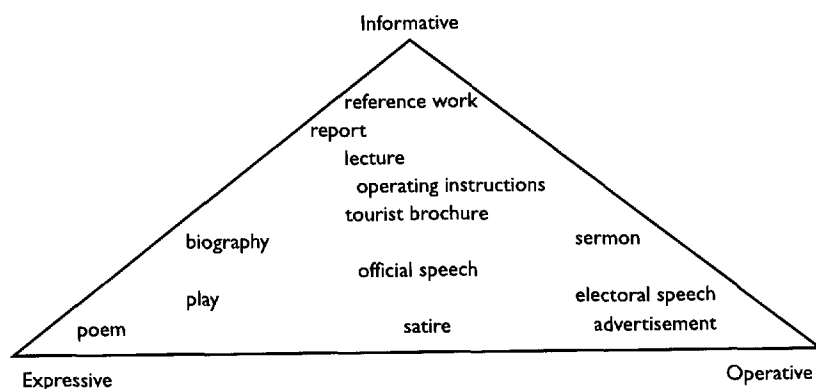 Informative
reference work
report
lecture
operating instructions
tourist brochure
biography
sermon
official speech
play
electoral speech
poem
satire
advertisement
Expressive
Operative